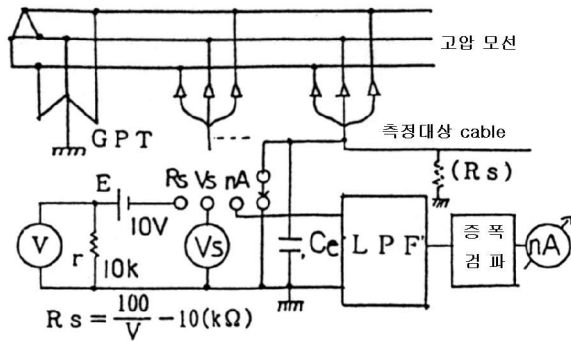 고압 모선
GPT
측정대상 cable
Rs Vs nA
(Rs)
E
10V
V
r
10k
Vs
Ce
LPF
증폭
검파
nA
Rs = 100/V - 10(kΩ)